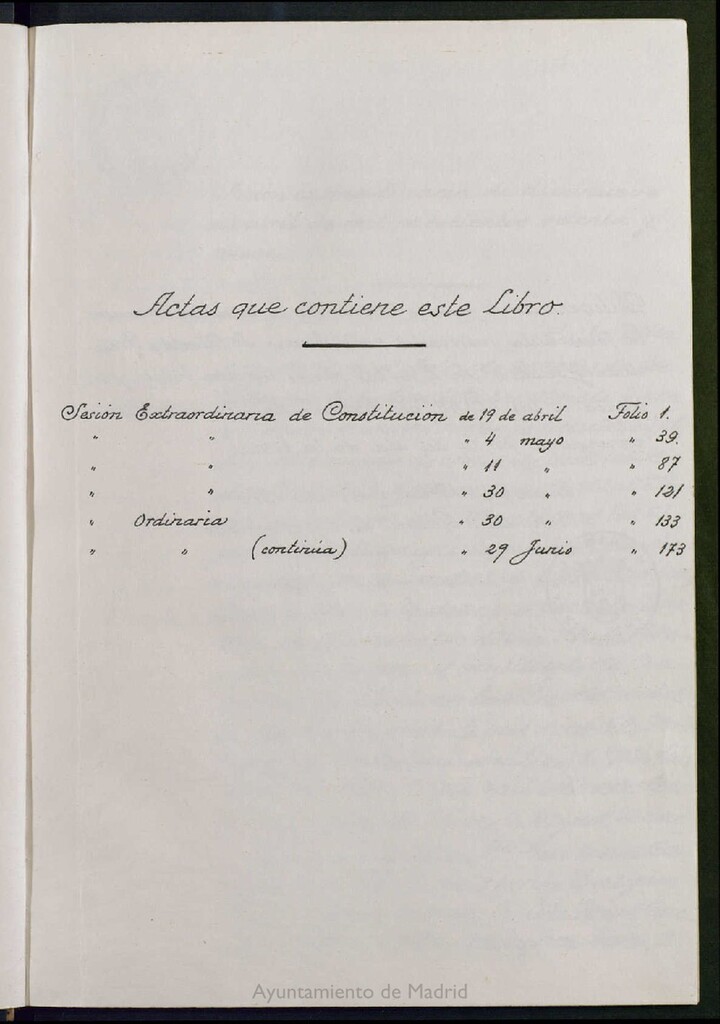 Actas que contiene este Libro.
Sesión Extraordinaria de Constitución de 19 de abril Folio 1.
" " " 4 mayo " 39.
" " " 11 " " 87
" " " 30 " " 121
" Ordinaria " 30 " " 133
" " (continúa) " 29 Junio " 173
Ayuntamiento de Madrid